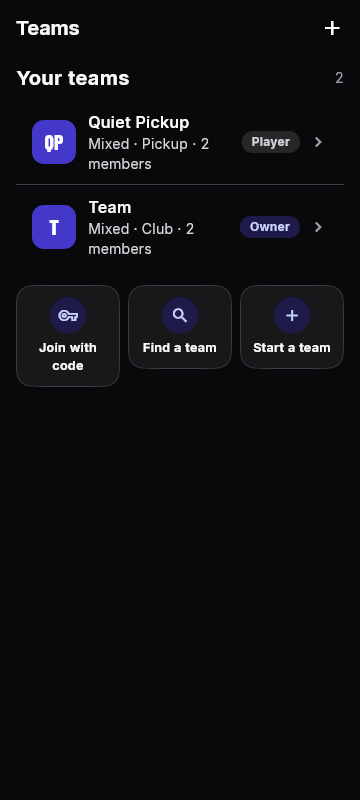 Teams
Your teams
2
QP
Quiet Pickup
Mixed · Pickup · 2
members
Player
T
Team
Mixed · Club · 2
members
Owner
Join with
code
Find a team
Start a team